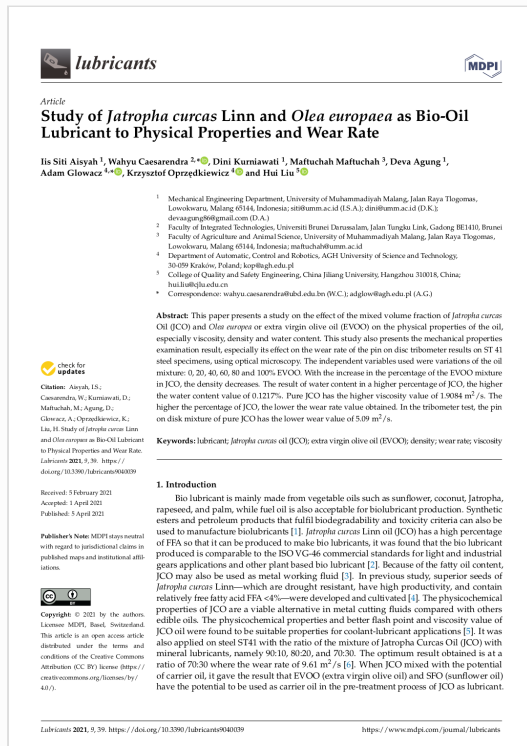 lubricants
MDPI
Article
Study of Jatropha curcas Linn and Olea europaea as Bio-Oil
Lubricant to Physical Properties and Wear Rate
Iis Siti Aisyah 1, Wahyu Caesarendra 2,*, Dini Kurniawati 1, Maftuchah Maftuchah 3, Deva Agung 1,
Adam Glowacz 4,*, Krzysztof Oprzędkiewicz 4 and Hui Liu 5
1 Mechanical Engineering Department, University of Muhammadiyah Malang, Jalan Raya Tlogomas,
Lowokwaru, Malang 65144, Indonesia; siti@umm.ac.id (I.S.A.); dini@umm.ac.id (D.K.);
devaagung86@gmail.com (D.A.)
2 Faculty of Integrated Technologies, Universiti Brunei Darussalam, Jalan Tungku Link, Gadong BE1410, Brunei
3 Faculty of Agriculture and Animal Science, University of Muhammadiyah Malang, Jalan Raya Tlogomas,
Lowokwaru, Malang 65144, Indonesia; maftuchah@umm.ac.id
4 Department of Automatic, Control and Robotics, AGH University of Science and Technology,
30-059 Kraków, Poland; kop@agh.edu.pl
5 College of Quality and Safety Engineering, China Jiliang University, Hangzhou 310018, China;
hui.liu@cjlu.edu.cn
* Correspondence: wahyu.caesarendra@ubd.edu.bn (W.C.); adglow@agh.edu.pl (A.G.)
Abstract: This paper presents a study on the effect of the mixed volume fraction of Jatropha curcas
Oil (JCO) and Olea europea or extra virgin olive oil (EVOO) on the physical properties of the oil,
especially viscosity, density and water content. This study also presents the mechanical properties
examination result, especially its effect on the wear rate of the pin on disc tribometer results on ST 41
specimens, using optical microscopy. The independent variables used were variations of the oil
mixture: 0, 20, 40, 60, 80 and 100% EVOO. With the increase in the percentage of the EVOO mixture
in JCO, the density decreases. The result of water content in a higher percentage of JCO, the higher
the water content value of 0.1217%. Pure JCO has the higher viscosity value of 1.9084 m2/s. The
higher the percentage of JCO, the lower the wear rate value obtained. In the tribometer test, the pin
on disk mixture of pure JCO has the lower wear value of 5.09 m2/s.
Keywords: lubricant; Jatropha curcas oil (JCO); extra virgin olive oil (EVOO); density; wear rate; viscosity
check for
updates
Citation: Aisyah, I.S.;
Caesarendra, W.; Kurniawati, D.;
Maftuchah, M.; Agung, D.;
Glowacz, A.; Oprzędkiewicz, K.;
Liu, H. Study of Jatropha curcas Linn
and Olea europaea as Bio-Oil Lubricant
to Physical Properties and Wear Rate.
Lubricants 2021, 9, 39. https://
doi.org/10.3390/lubricants9040039
Received: 5 February 2021
Accepted: 1 April 2021
Published: 5 April 2021
Publisher's Note: MDPI stays neutral
with regard to jurisdictional claims in
published maps and institutional affil-
iations.
CC BY
Copyright: © 2021 by the authors.
Licensee MDPI, Basel, Switzerland.
This article is an open access article
distributed under the terms and
conditions of the Creative Commons
Attribution (CC BY) license (https://
creativecommons.org/licenses/by/
4.0/).
1. Introduction
Bio lubricant is mainly made from vegetable oils such as sunflower, coconut, Jatropha,
rapeseed, and palm, while fuel oil is also acceptable for biolubricant production. Synthetic
esters and petroleum products that fulfil biodegradability and toxicity criteria can also be
used to manufacture biolubricants [1]. Jatropha curcas Linn oil (JCO) has a high percentage
of FFA so that it can be produced to make bio lubricants, it was found that the bio lubricant
produced is comparable to the ISO VG-46 commercial standards for light and industrial
gears applications and other plant based bio lubricant [2]. Because of the fatty oil content,
JCO may also be used as metal working fluid [3]. In previous study, superior seeds of
Jatropha curcas Linn—which are drought resistant, have high productivity, and contain
relatively free fatty acid FFA <4%—were developed and cultivated [4]. The physicochemical
properties of JCO are a viable alternative in metal cutting fluids compared with others
edible oils. The physicochemical properties and better flash point and viscosity value of
JCO oil were found to be suitable properties for coolant-lubricant applications [5]. It was
also applied on steel ST41 with the ratio of the mixture of Jatropha Curcas Oil (JCO) with
mineral lubricants, namely 90:10, 80:20, and 70:30. The optimum result obtained is at a
ratio of 70:30 where the wear rate of 9.61 m2/s [6]. When JCO mixed with the potential
of carrier oil, it gave the result that EVOO (extra virgin olive oil) and SFO (sunflower oil)
have the potential to be used as carrier oil in the pre-treatment process of JCO as lubricant.
Lubricants 2021, 9, 39. https://doi.org/10.3390/lubricants9040039
https://www.mdpi.com/journal/lubricants